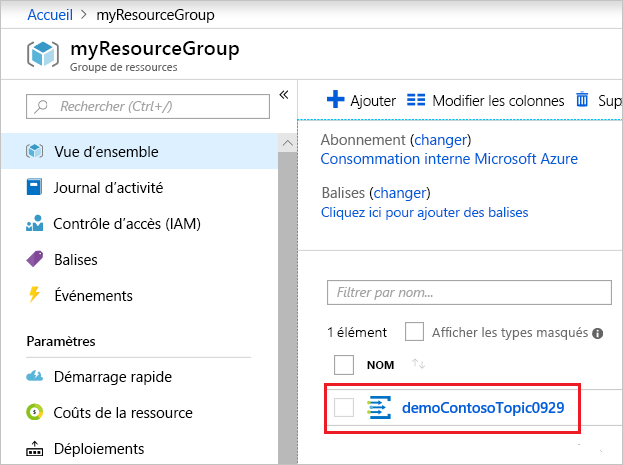 Accueil > myResourceGroup
myResourceGroup
Groupe de ressources
«
Rechercher (Ctrl+/)
Vue d'ensemble
Journal d'activité
Contrôle d'accès (IAM)
Balises
Événements
Paramètres
Démarrage rapide
Coûts de la ressource
Déploiements
Ajouter Modifier les colonnes Sup
Abonnement (changer)
Consommation interne Microsoft Azure
Balises (changer)
Cliquez ici pour ajouter des balises
Filtrer par nom...
1 élément Afficher les types masqués
NOM
demoContosoTopic0929